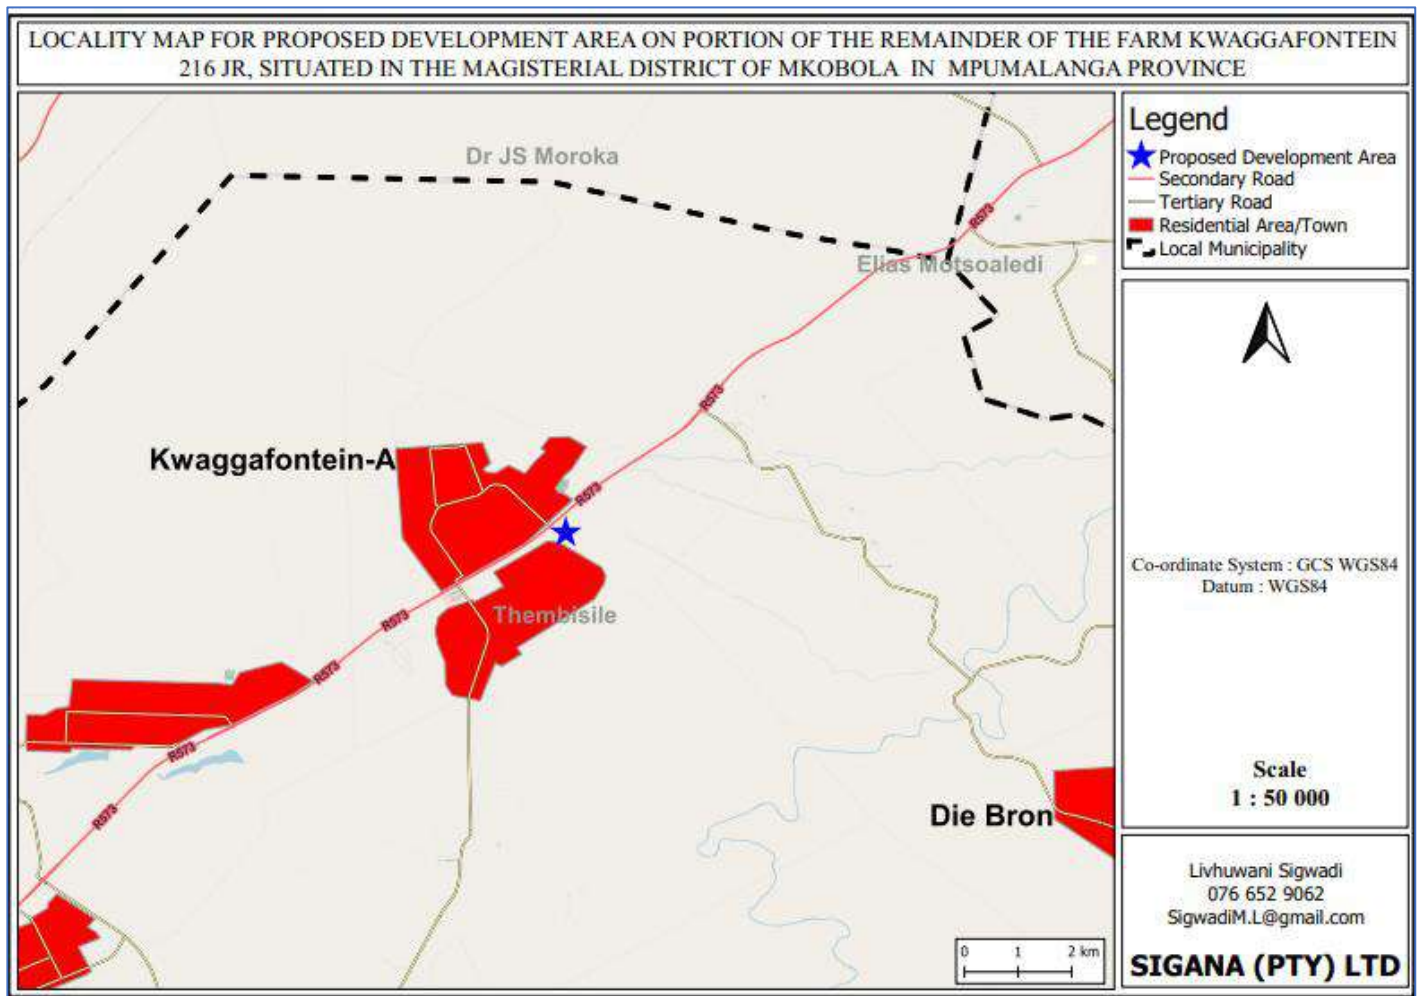 LOCALITY MAP FOR PROPOSED DEVELOPMENT AREA ON PORTION OF THE REMAINDER OF THE FARM KWAGGAFONTEIN
216 JR, SITUATED IN THE MAGISTERIAL DISTRICT OF MKOBOLA IN MPUMALANGA PROVINCE
Dr JS Moroka
R573
Elias Motsoaledi
R573
Kwaggafontein-A
R573
Thembisile
R573
R573
R573
R573
Die Bron
0 1 2 km
Legend
Proposed Development Area
Secondary Road
Tertiary Road
Residential Area/Town
Local Municipality
Co-ordinate System : GCS WGS84
Datum : WGS84
Scale
1 : 50 000
Livhuwani Sigwadi
076 652 9062
SigwadiM.L@gmail.com
SIGANA (PTY) LTD